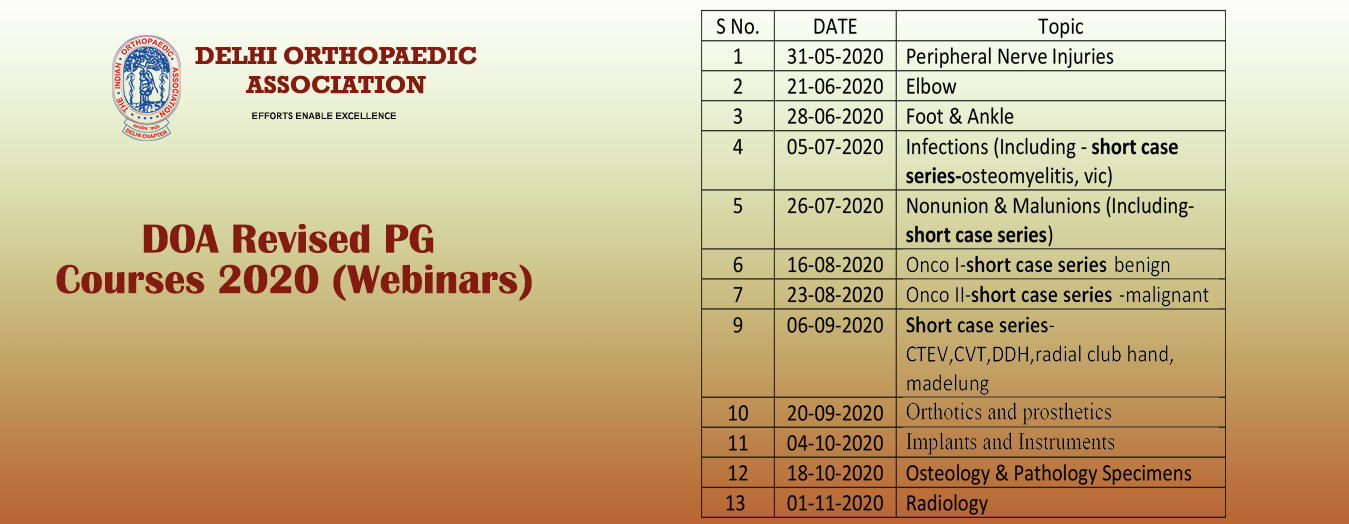 THE INDIAN ORTHOPAEDIC ASSOCIATION
DELHI CHAPTER
DELHI ORTHOPAEDIC
ASSOCIATION
EFFORTS ENABLE EXCELLENCE
DOA Revised PG
Courses 2020 (Webinars)
S No. DATE Topic
1 31-05-2020 Peripheral Nerve Injuries
2 21-06-2020 Elbow
3 28-06-2020 Foot & Ankle
4 05-07-2020 Infections (Including - short case
series-osteomyelitis, vic)
5 26-07-2020 Nonunion & Malunions (Including-
short case series)
6 16-08-2020 Onco I-short case series benign
7 23-08-2020 Onco II-short case series -malignant
9 06-09-2020 Short case series-
CTEV,CVT,DDH,radial club hand,
madelung
10 20-09-2020 Orthotics and prosthetics
11 04-10-2020 Implants and Instruments
12 18-10-2020 Osteology & Pathology Specimens
13 01-11-2020 Radiology